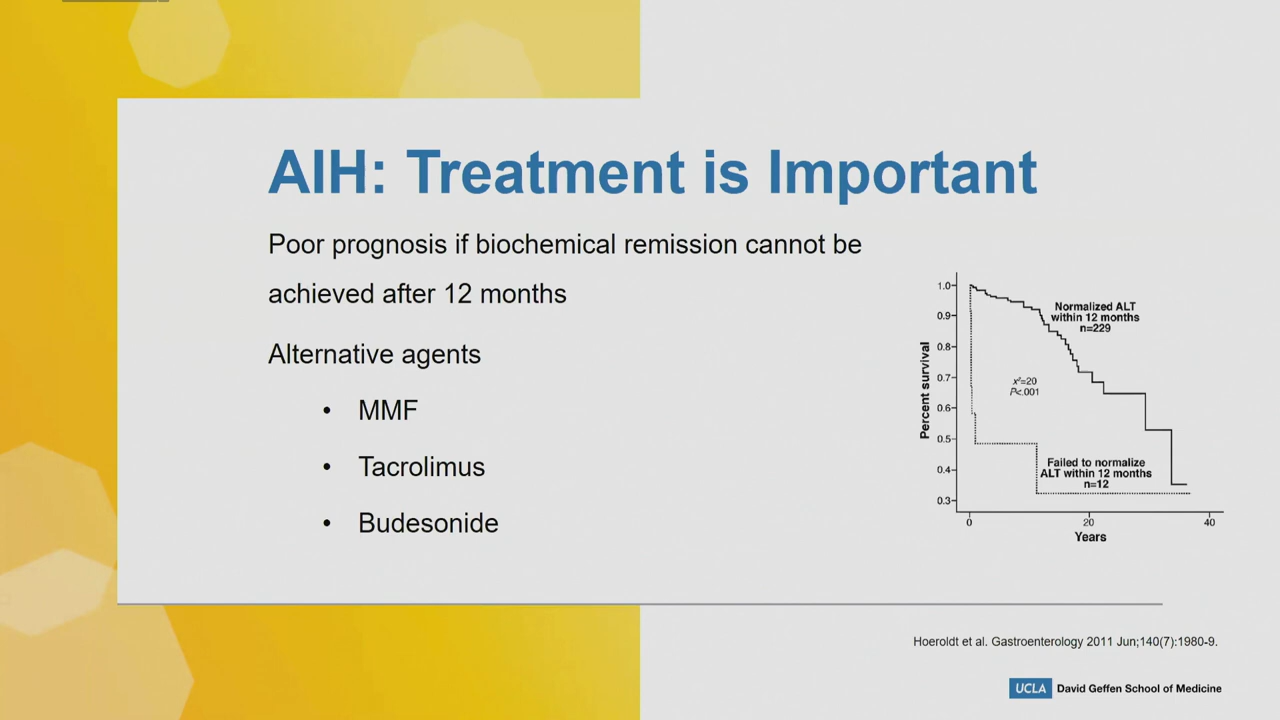 AIH: Treatment is Important
Poor prognosis if biochemical remission cannot be
achieved after 12 months
Alternative agents
• MMF
• Tacrolimus
• Budesonide
Percent survival
1.0
0.9
0.8
0.7
0.6
0.5
0.4
0.3
Normalized ALT
within 12 months
n=229
x²=20
P<.001
Failed to normalize
ALT within 12 months
n=12
0 20 40
Years
Hoeroldt et al. Gastroenterology 2011 Jun;140(7):1980-9.
UCLA David Geffen School of Medicine